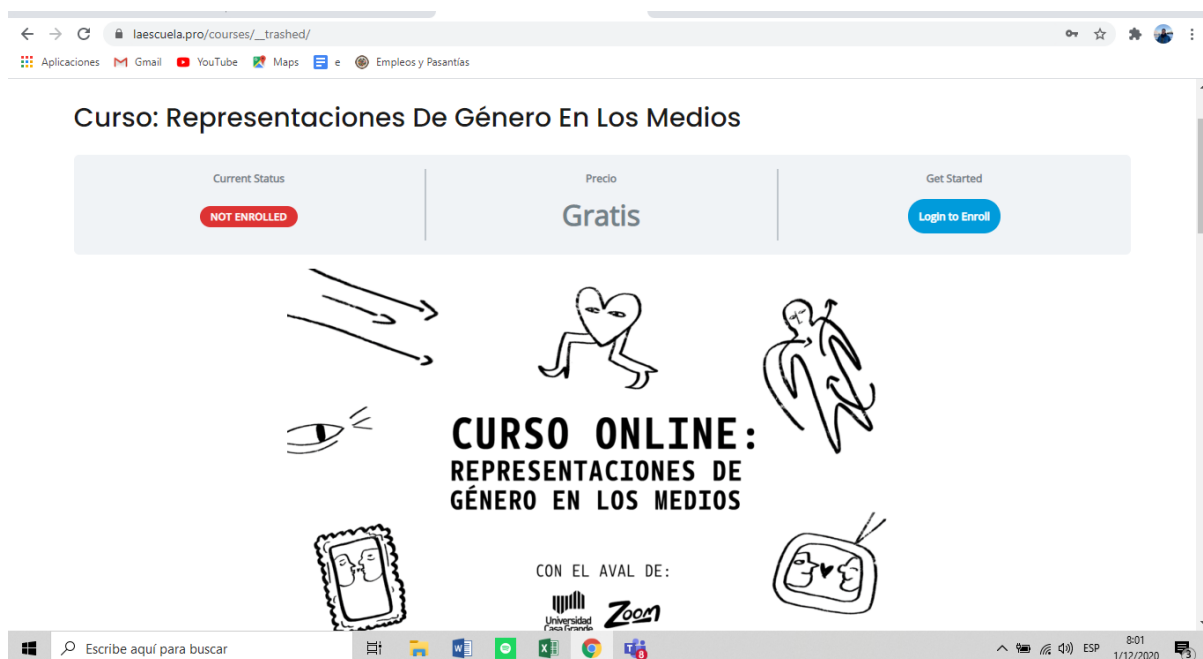 laescuela.pro/courses/__trashed/
Aplicaciones Gmail YouTube Maps e Empleos y Pasantías
Curso: Representaciones De Género En Los Medios
Current Status Precio Get Started
NOT ENROLLED Gratis Login to Enroll
CURSO ONLINE:
REPRESENTACIONES DE
GÉNERO EN LOS MEDIOS
CON EL AVAL DE:
Universidad
Casa Grande
Zoom
Escribe aquí para buscar
ESP
8:01
1/12/2020
8
3